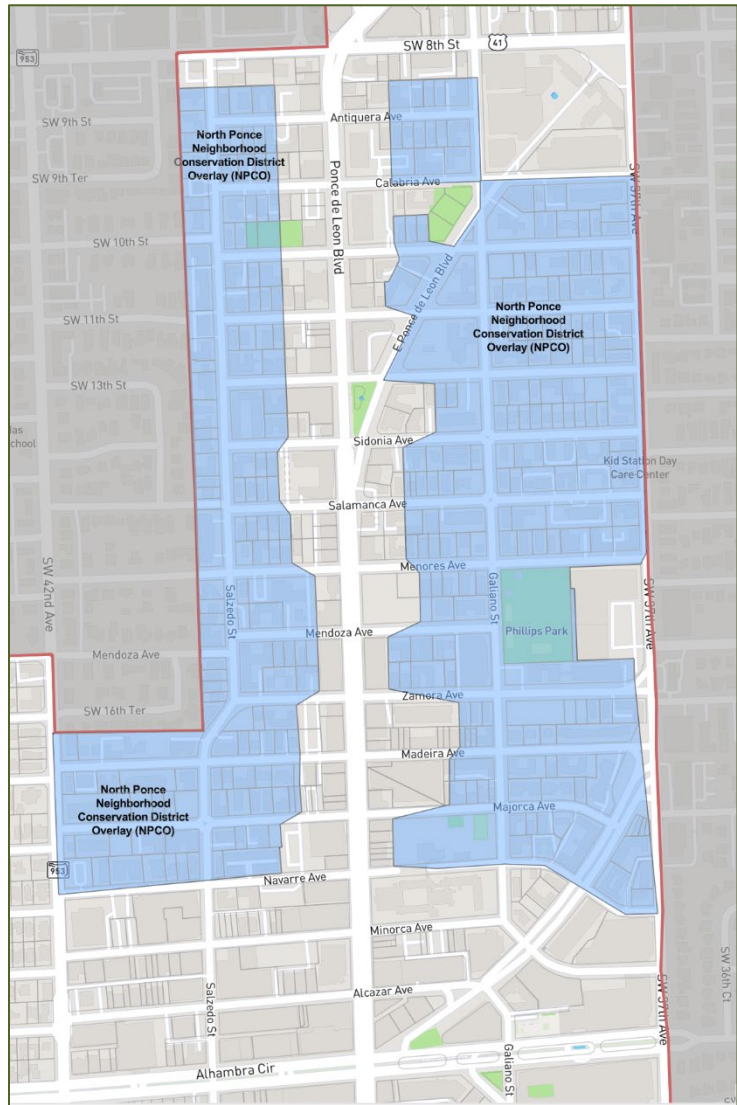 SW 8th St
41
953
SW 9th St
Antiquera Ave
North Ponce
Neighborhood
Conservation District
Overlay (NPCO)
SW 9th Ter
Calabria Ave
SW 37th Ave
Ponce de Leon Blvd
SW 10th St
E Ponce de Leon Blvd
SW 11th St
North Ponce
Neighborhood
Conservation District
Overlay (NPCO)
SW 13th St
Sidonia Ave
School
Kid Station Day
Care Center
Salamanca Ave
SW 42nd Ave
Menores Ave
Salzedo St
Galiano St
SW 37th Ave
Phillips Park
Mendoza Ave
Mendoza Ave
Zamora Ave
SW 16th Ter
Madeira Ave
North Ponce
Neighborhood
Conservation District
Overlay (NPCO)
Majorca Ave
953
Navarre Ave
Minorca Ave
SW 36th Ct
Salzedo St
Alcazar Ave
SW 37th Ave
Galiano St
Alhambra Cir